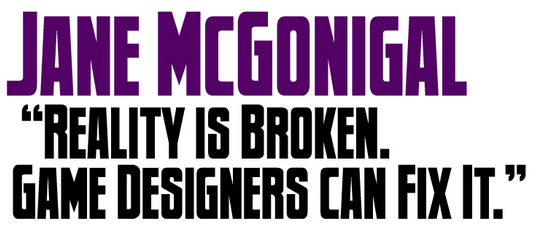 Jane McGonigal
“Reality is Broken.
Game Designers can Fix It.”